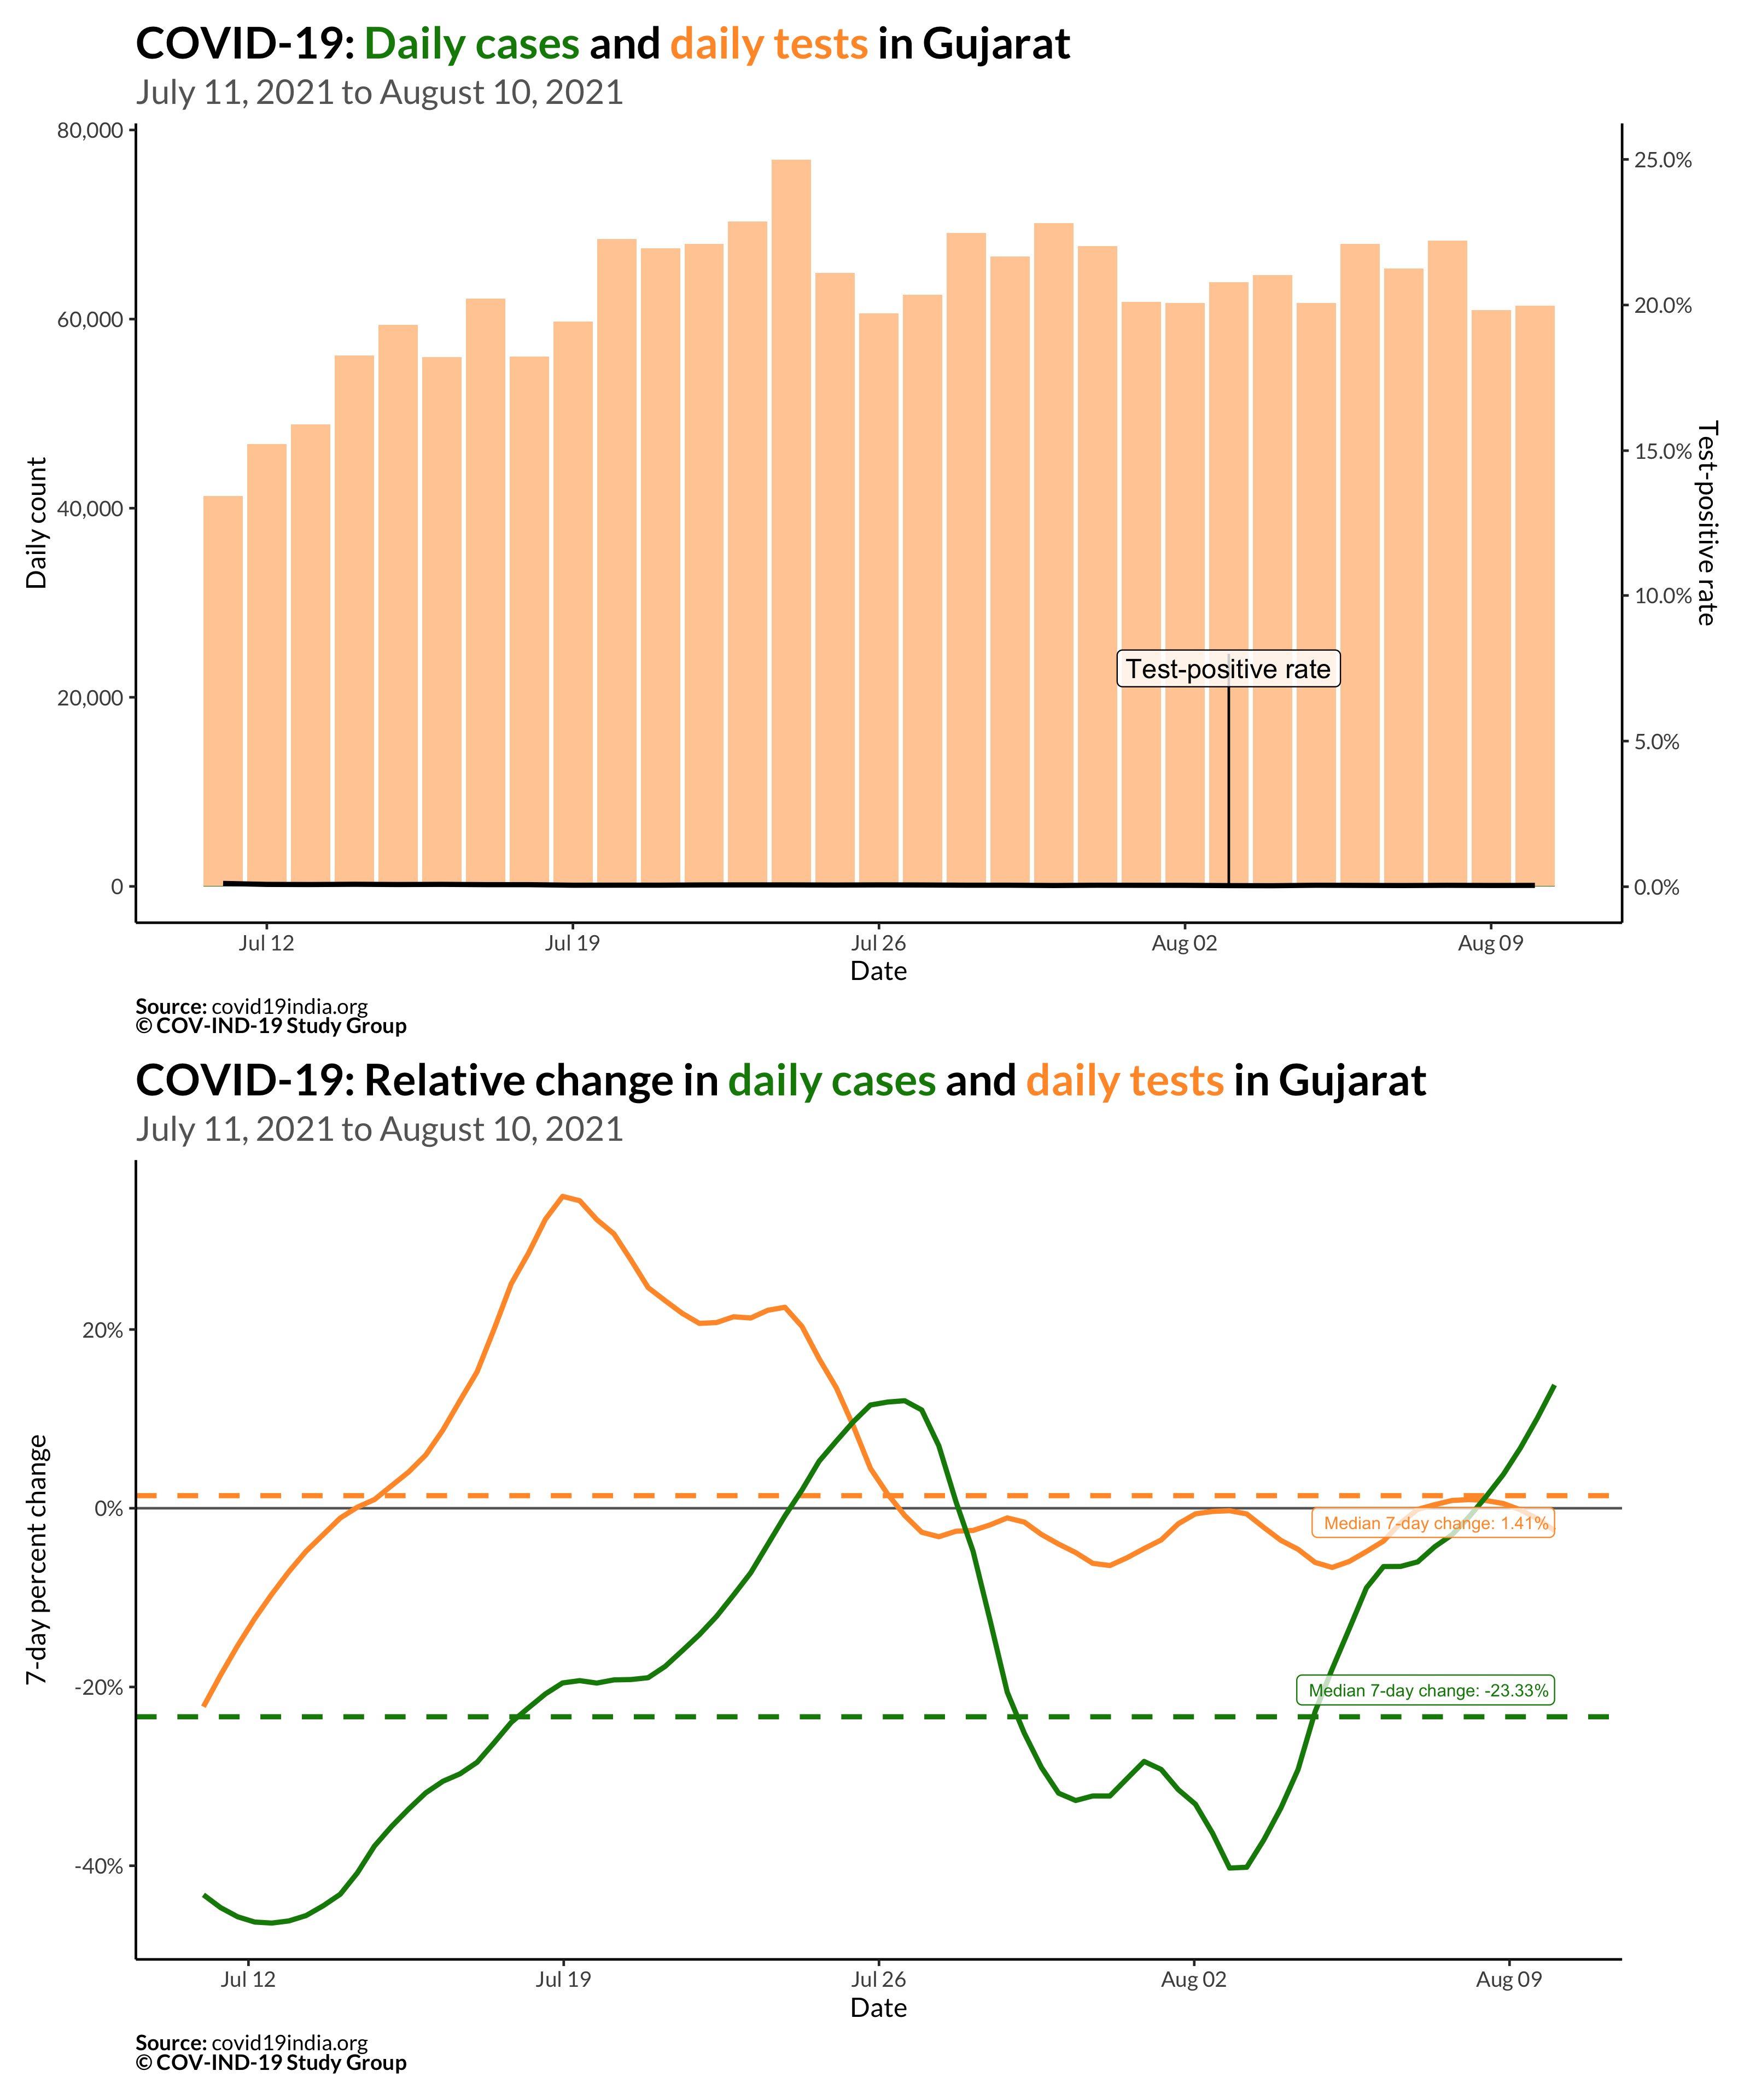 COVID-19: Daily cases and daily tests in Gujarat
July 11, 2021 to August 10, 2021
80,000
60,000
40,000
20,000
0
Daily count
25.0%
20.0%
15.0%
10.0%
5.0%
0.0%
Test-positive rate
Test-positive rate
Jul 12
Jul 19
Jul 26
Aug 02
Aug 09
Date
Source: covid19india.org
© COV-IND-19 Study Group
COVID-19: Relative change in daily cases and daily tests in Gujarat
July 11, 2021 to August 10, 2021
20%
0%
-20%
-40%
7-day percent change
Median 7-day change: 1.41%
Median 7-day change: -23.33%
Jul 12
Jul 19
Jul 26
Aug 02
Aug 09
Date
Source: covid19india.org
© COV-IND-19 Study Group